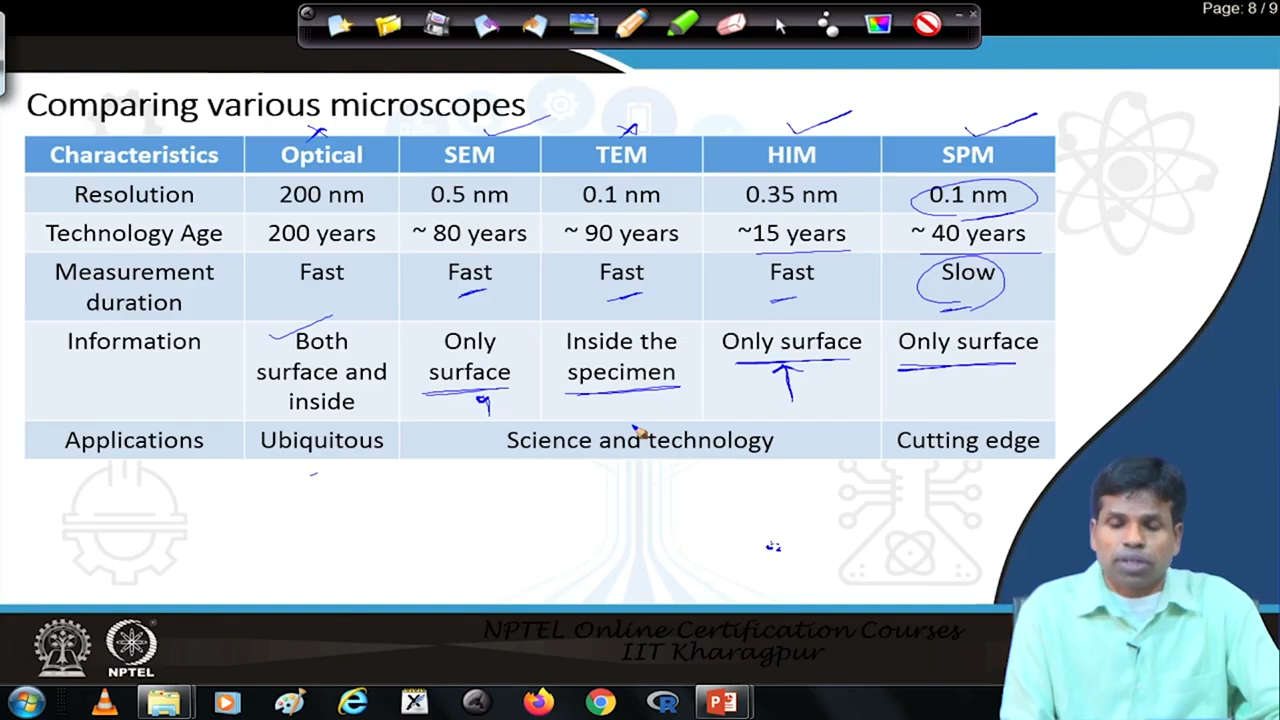 Page: 8 / 9
Comparing various microscopes
Characteristics Optical SEM TEM HIM SPM
Resolution 200 nm 0.5 nm 0.1 nm 0.35 nm 0.1 nm
Technology Age 200 years ~ 80 years ~ 90 years ~15 years ~ 40 years
Measurement duration Fast Fast Fast Fast Slow
Information Both surface and inside Only surface Inside the specimen Only surface Only surface
Applications Ubiquitous Science and technology Cutting edge
NPTEL Online Certification Courses
IIT Kharagpur
NPTEL